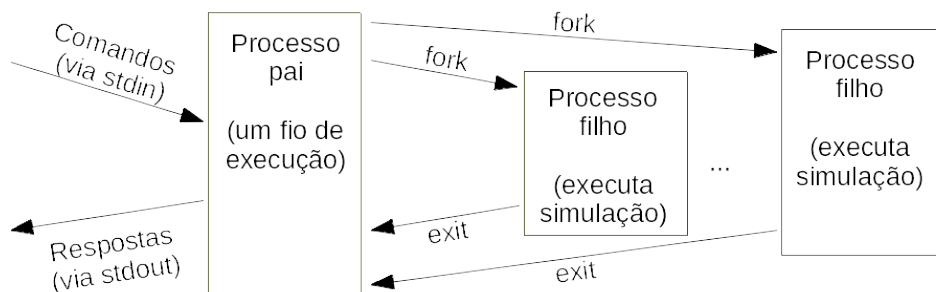 Comandos
(via stdin)
Processo
pai
(um fio de
execução)
Respostas
(via stdout)
fork
fork
Processo
filho
(executa
simulação)
...
Processo
filho
(executa
simulação)
exit
exit